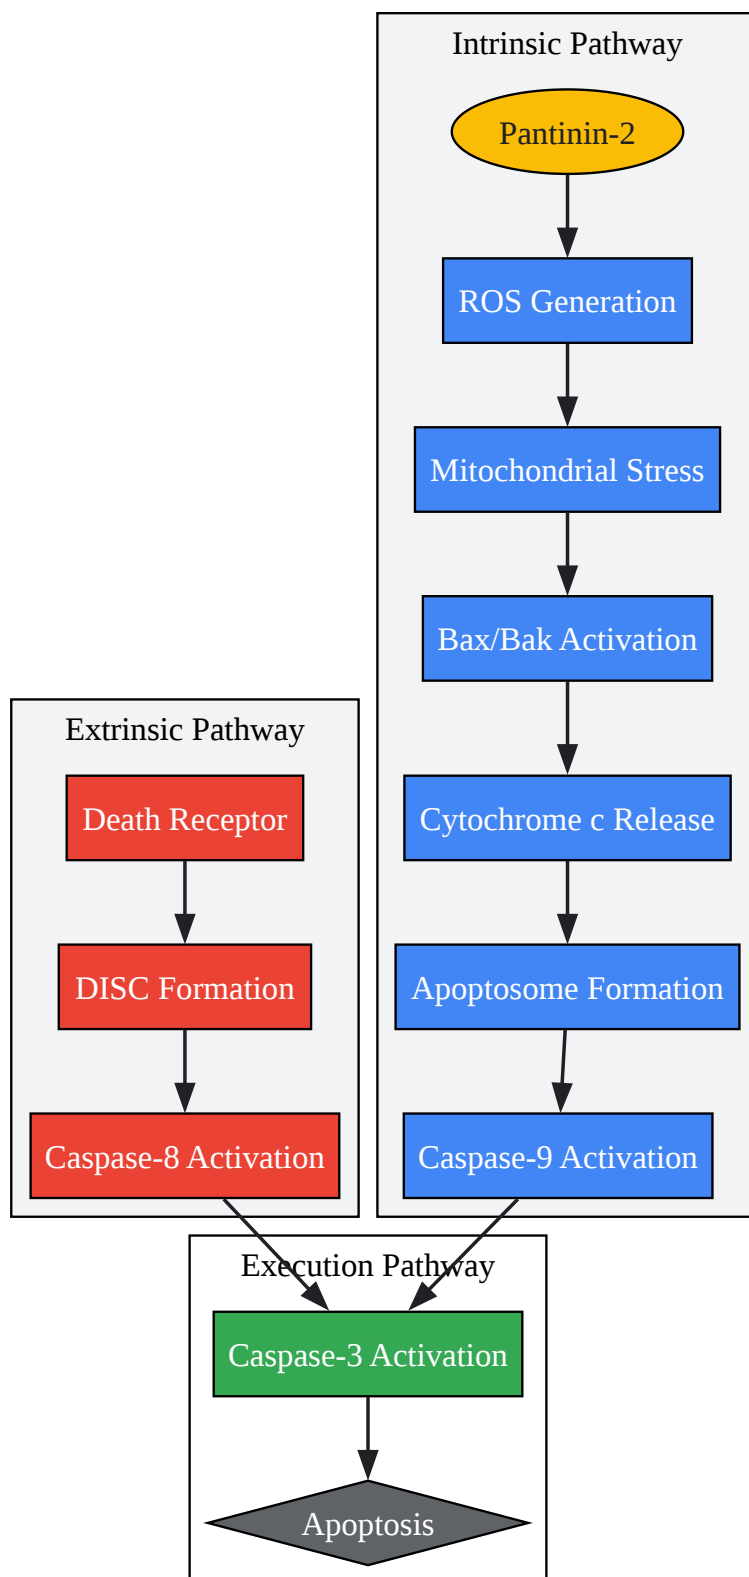 Intrinsic Pathway
Pantinin-2
ROS Generation
Mitochondrial Stress
Bax/Bak Activation
Cytochrome c Release
Apoptosome Formation
Caspase-9 Activation
Extrinsic Pathway
Death Receptor
DISC Formation
Caspase-8 Activation
Execution Pathway
Caspase-3 Activation
Apoptosis